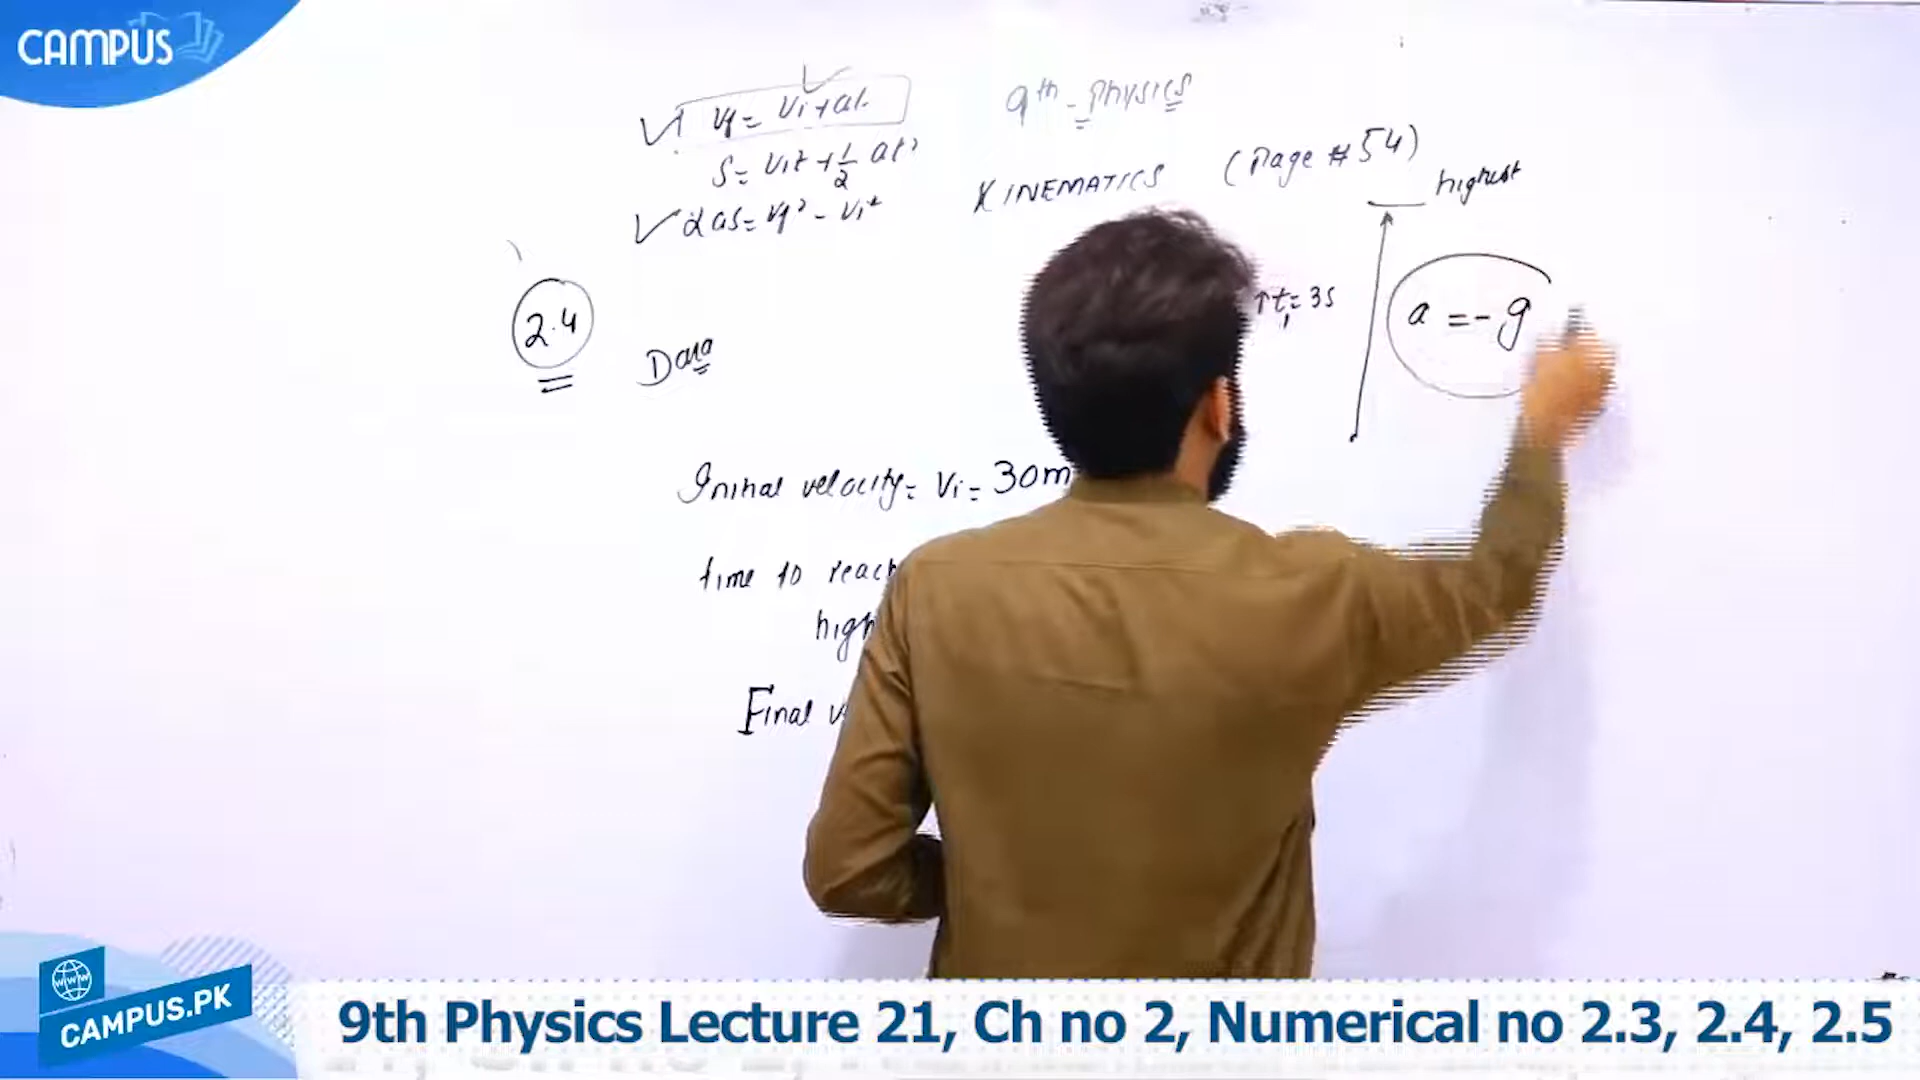 CAMPUS
Vf = Vi + at
9th - Physics
S = Vit + 1/2 at²
KINEMATICS (Page # 54)
2as = Vf² - Vi²
highest
2.4
Data
↑ t₁ = 3s
a = - g
Initial velocity = Vi = 30m
time to reach
high
Final v
www
CAMPUS.PK
9th Physics Lecture 21, Ch no 2, Numerical no 2.3, 2.4, 2.5